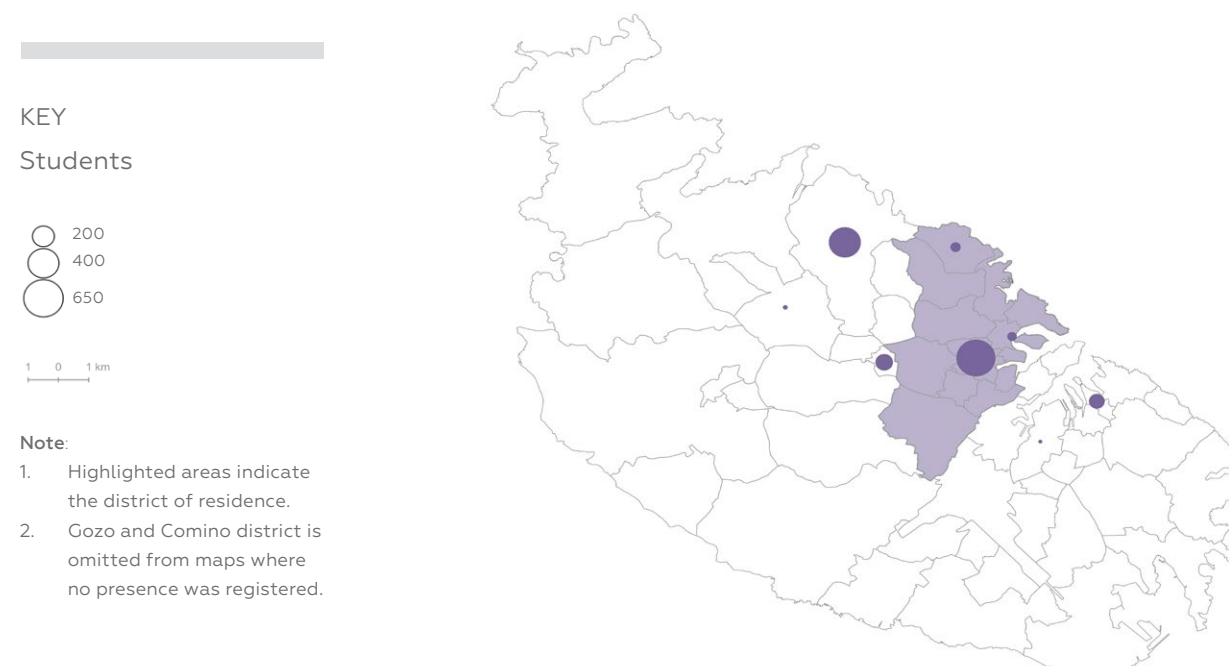 KEY
Students
200
400
650
1 0 1 km
Note:
1. Highlighted areas indicate
the district of residence.
2. Gozo and Comino district is
omitted from maps where
no presence was registered.